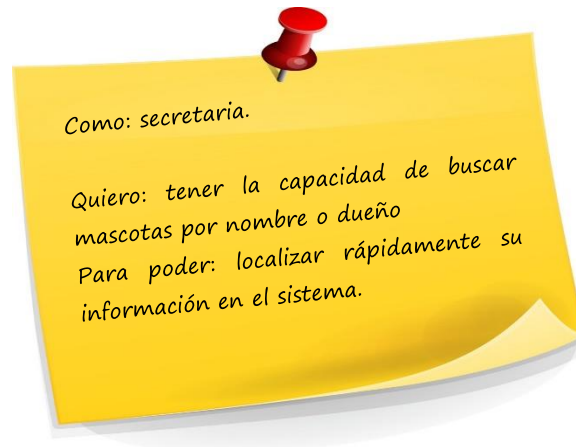 Como: secretaria.
Quiero: tener la capacidad de buscar
mascotas por nombre o dueño
Para poder: localizar rápidamente su
información en el sistema.